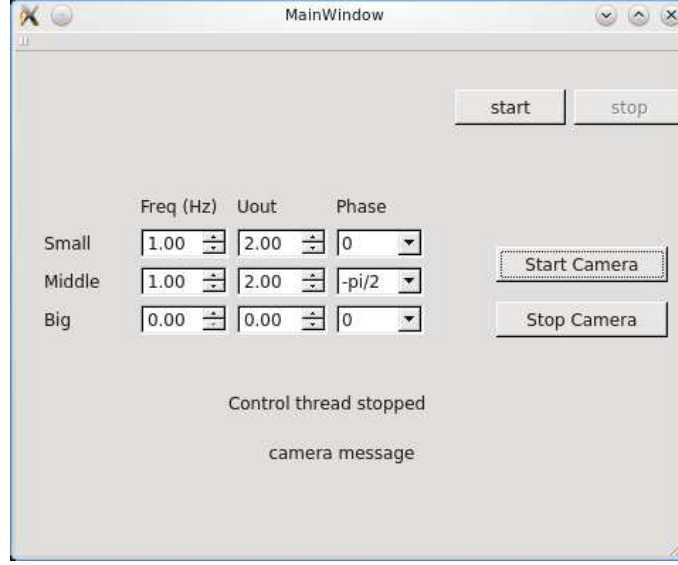 MainWindow
start stop
Freq (Hz) Uout Phase
Small 1.00 2.00 0
Middle 1.00 2.00 -pi/2
Big 0.00 0.00 0
Start Camera
Stop Camera
Control thread stopped
camera message